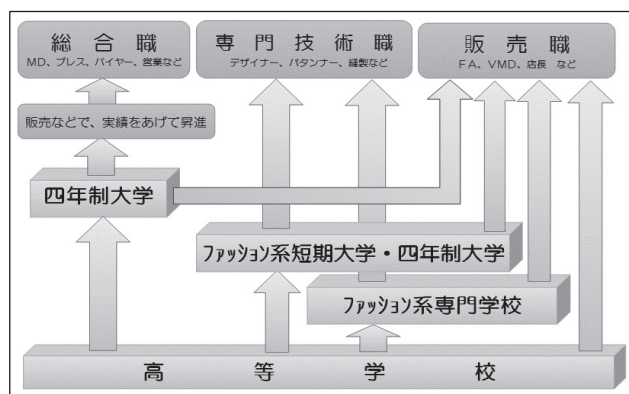 総合職
MD、プレス、バイヤー、営業など
専門技術職
デザイナー、パタンナー、縫製など
販売職
FA、VMD、店長 など
販売などで、実績をあげて昇進
四年制大学
ファッション系短期大学・四年制大学
ファッション系専門学校
高等学校